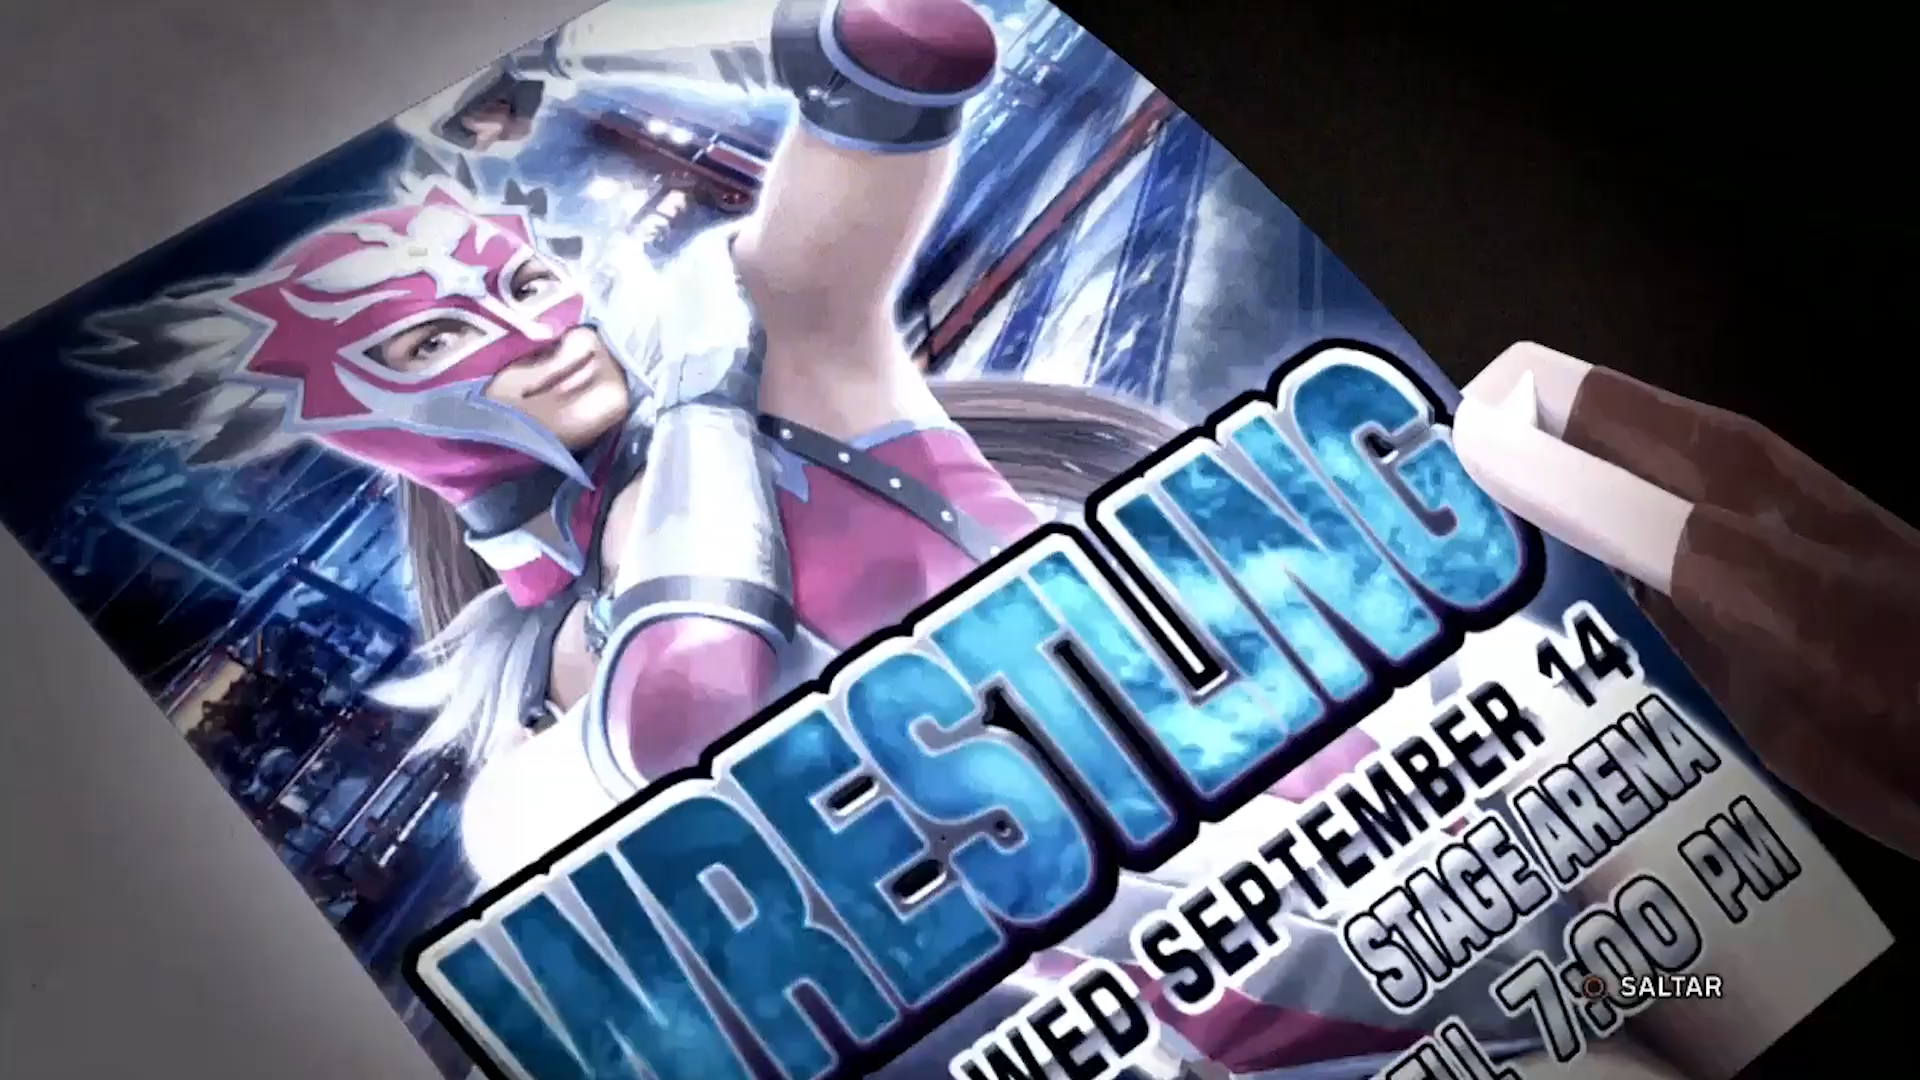 WRESTLING
WED SEPTEMBER 14
STAGE ARENA
7:00 PM
SALTAR